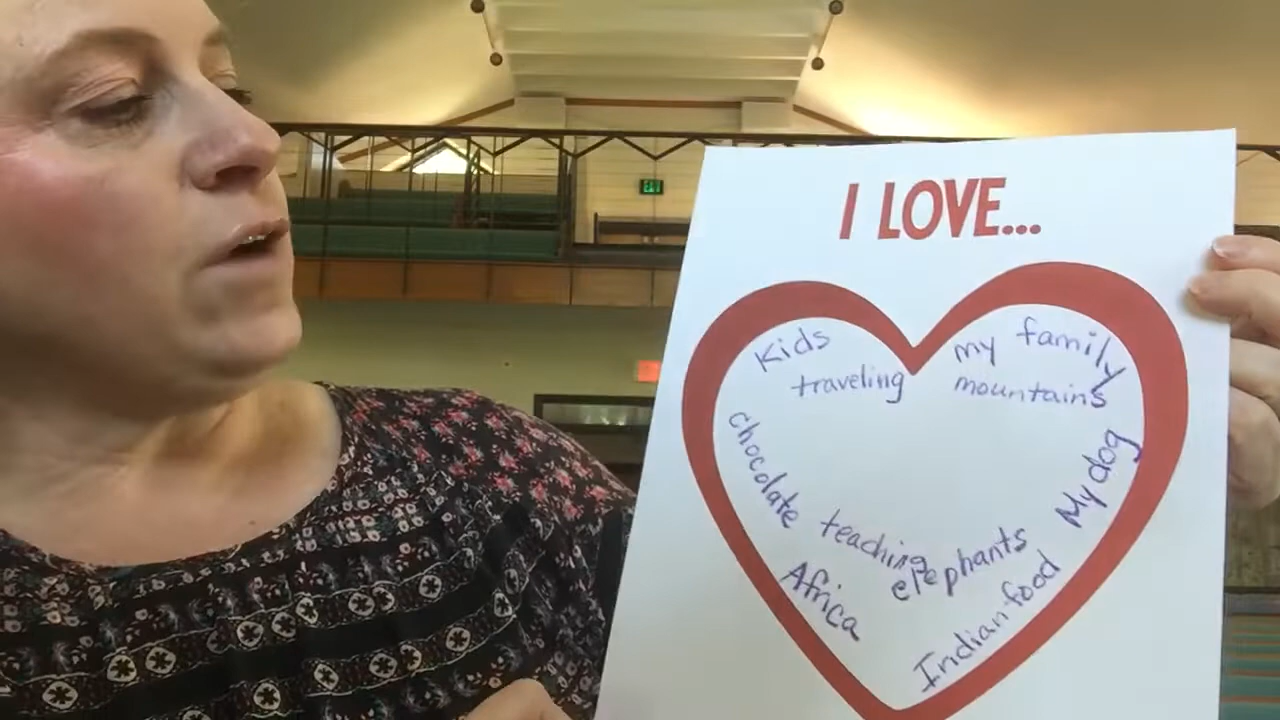 I LOVE...
Kids
my family
traveling
mountains
chocolate
My dog
teaching
elephants
Africa
Indian food